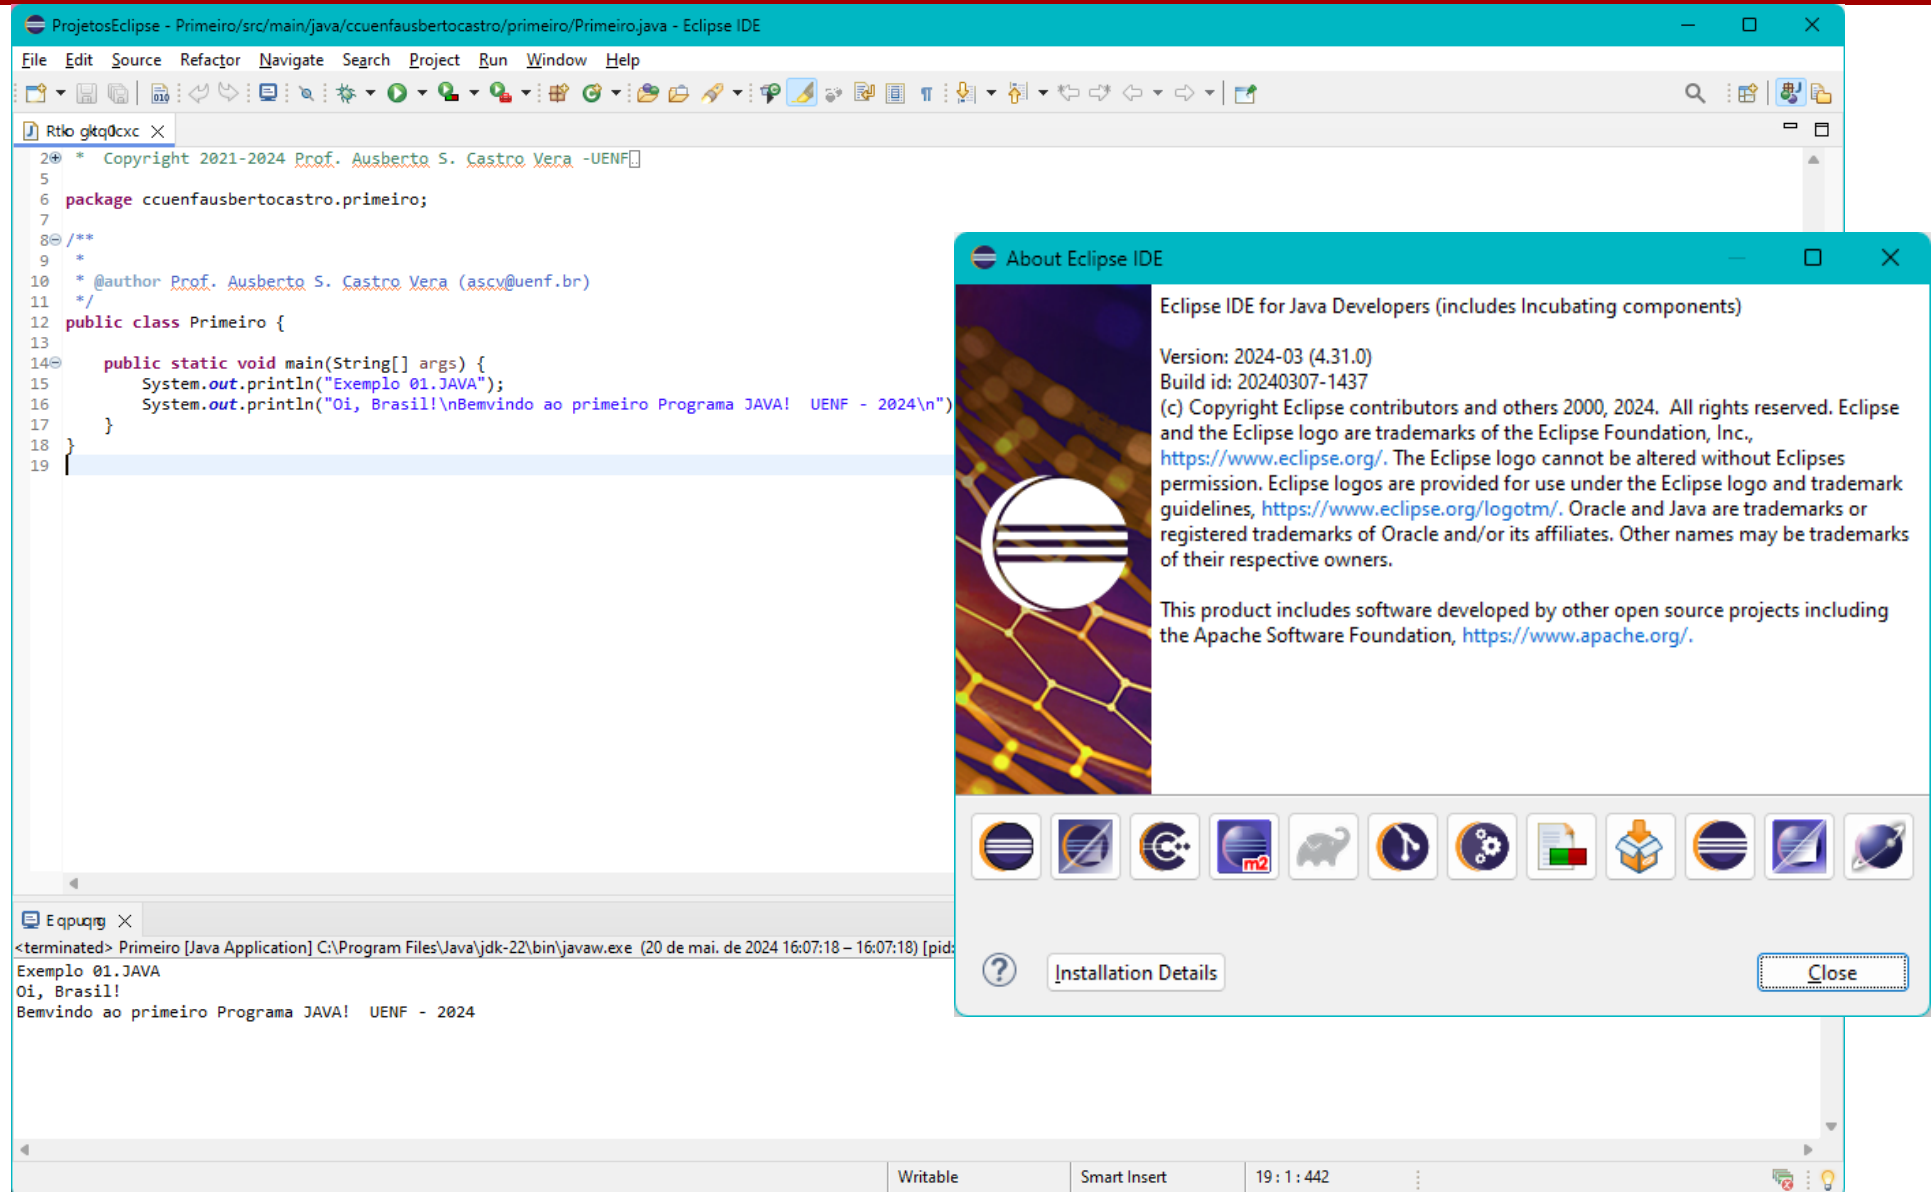 ProjetosEclipse - Primeiro/src/main/java/ccuenfausbertocastro/primeiro/Primeiro.java - Eclipse IDE
File Edit Source Refactor Navigate Search Project Run Window Help
Rtko gktq0lcxc
2 * Copyright 2021-2024 Prof. Ausberto S. Castro Vera -UENF
5
6 package ccuenfausbertocastro.primeiro;
7
8 /**
9 *
10 * @author Prof. Ausberto S. Castro Vera (ascv@uenf.br)
11 */
12 public class Primeiro {
13
14 public static void main(String[] args) {
15 System.out.println("Exemplo 01.JAVA");
16 System.out.println("Oi, Brasil!\nBemvindo ao primeiro Programa JAVA!  UENF - 2024\n")
17 }
18 }
19
Eqpuqrg
<terminated> Primeiro [Java Application] C:\Program Files\Java\jdk-22\bin\javaw.exe (20 de mai. de 2024 16:07:18 – 16:07:18) [pid:
Exemplo 01.JAVA
Oi, Brasil!
Bemvindo ao primeiro Programa JAVA!  UENF - 2024
Writable Smart Insert 19 : 1 : 442
About Eclipse IDE
Eclipse IDE for Java Developers (includes Incubating components)
Version: 2024-03 (4.31.0)
Build id: 20240307-1437
(c) Copyright Eclipse contributors and others 2000, 2024.  All rights reserved. Eclipse
and the Eclipse logo are trademarks of the Eclipse Foundation, Inc.,
https://www.eclipse.org/. The Eclipse logo cannot be altered without Eclipses
permission. Eclipse logos are provided for use under the Eclipse logo and trademark
guidelines, https://www.eclipse.org/logotm/. Oracle and Java are trademarks or
registered trademarks of Oracle and/or its affiliates. Other names may be trademarks
of their respective owners.
This product includes software developed by other open source projects including
the Apache Software Foundation, https://www.apache.org/.
m2
Installation Details
Close